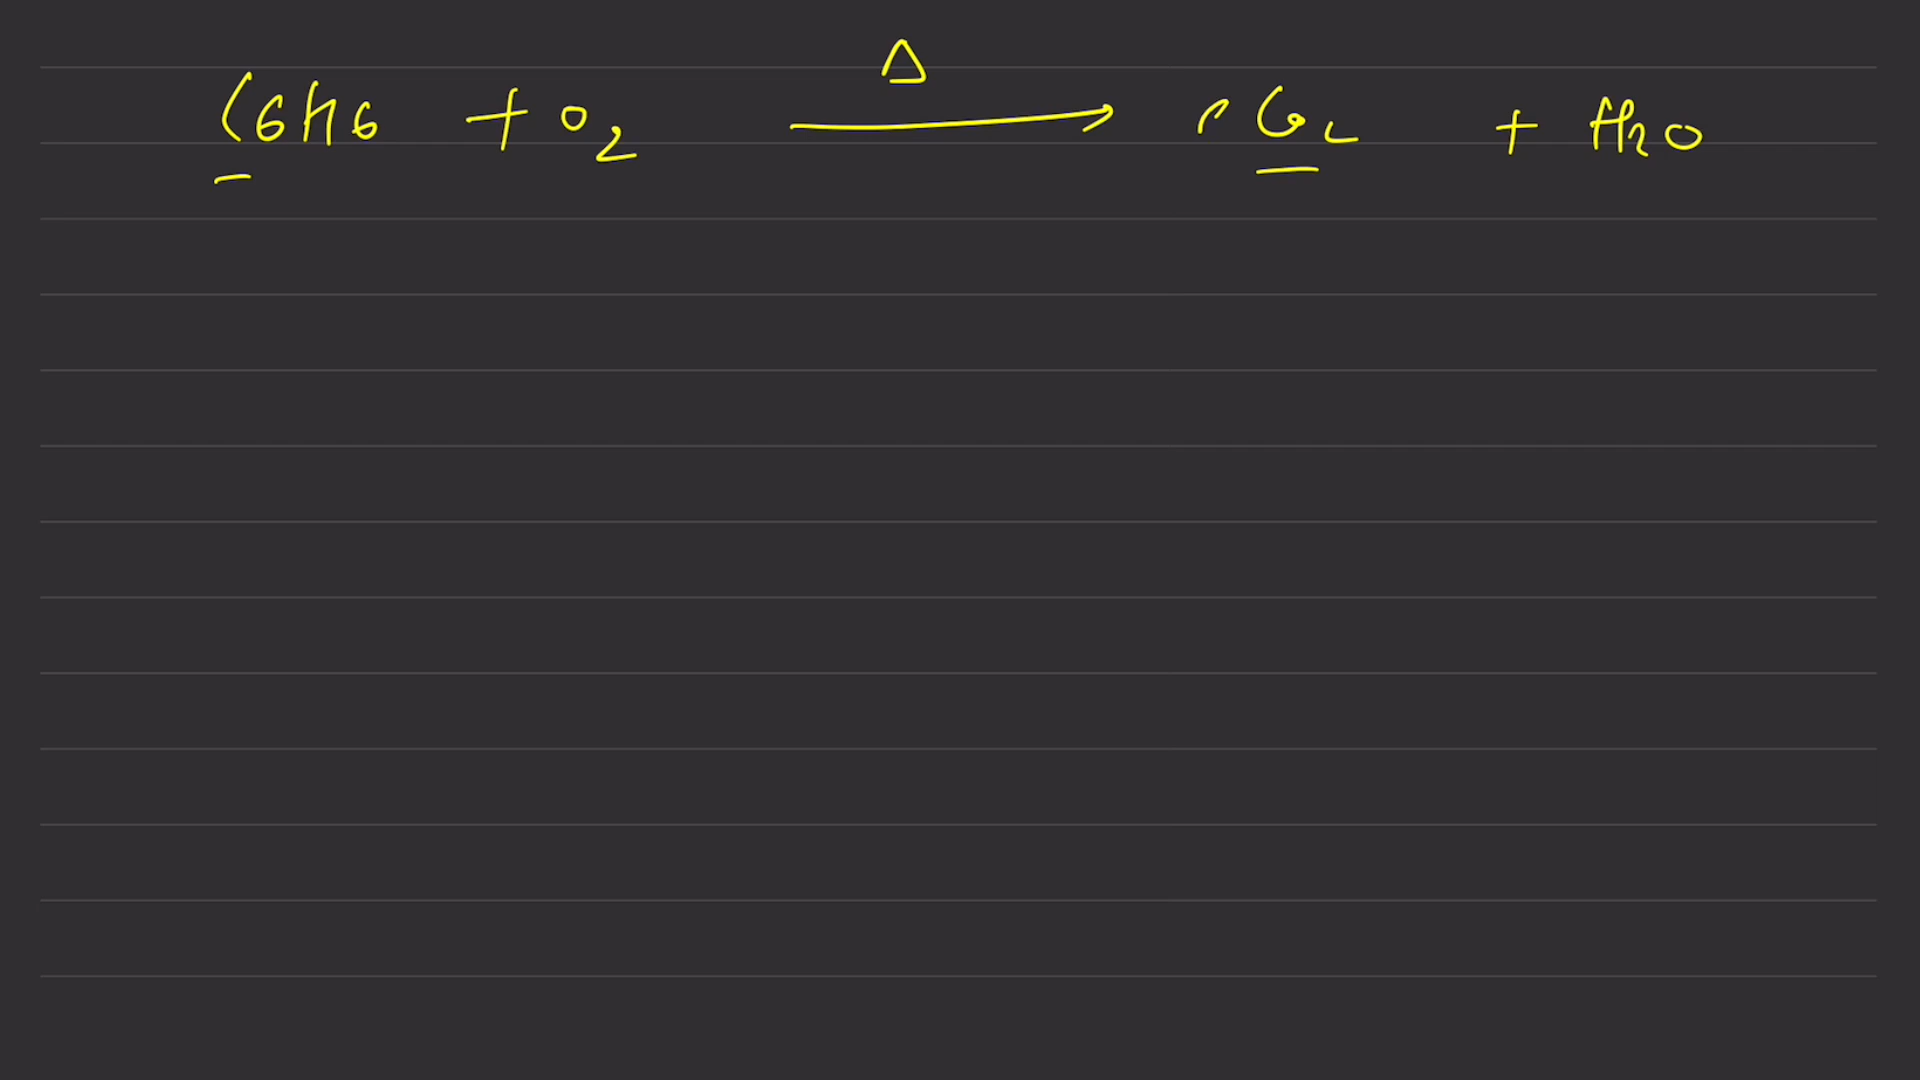 Δ
C6H6 + O2 ⟶ CO2 + H2O